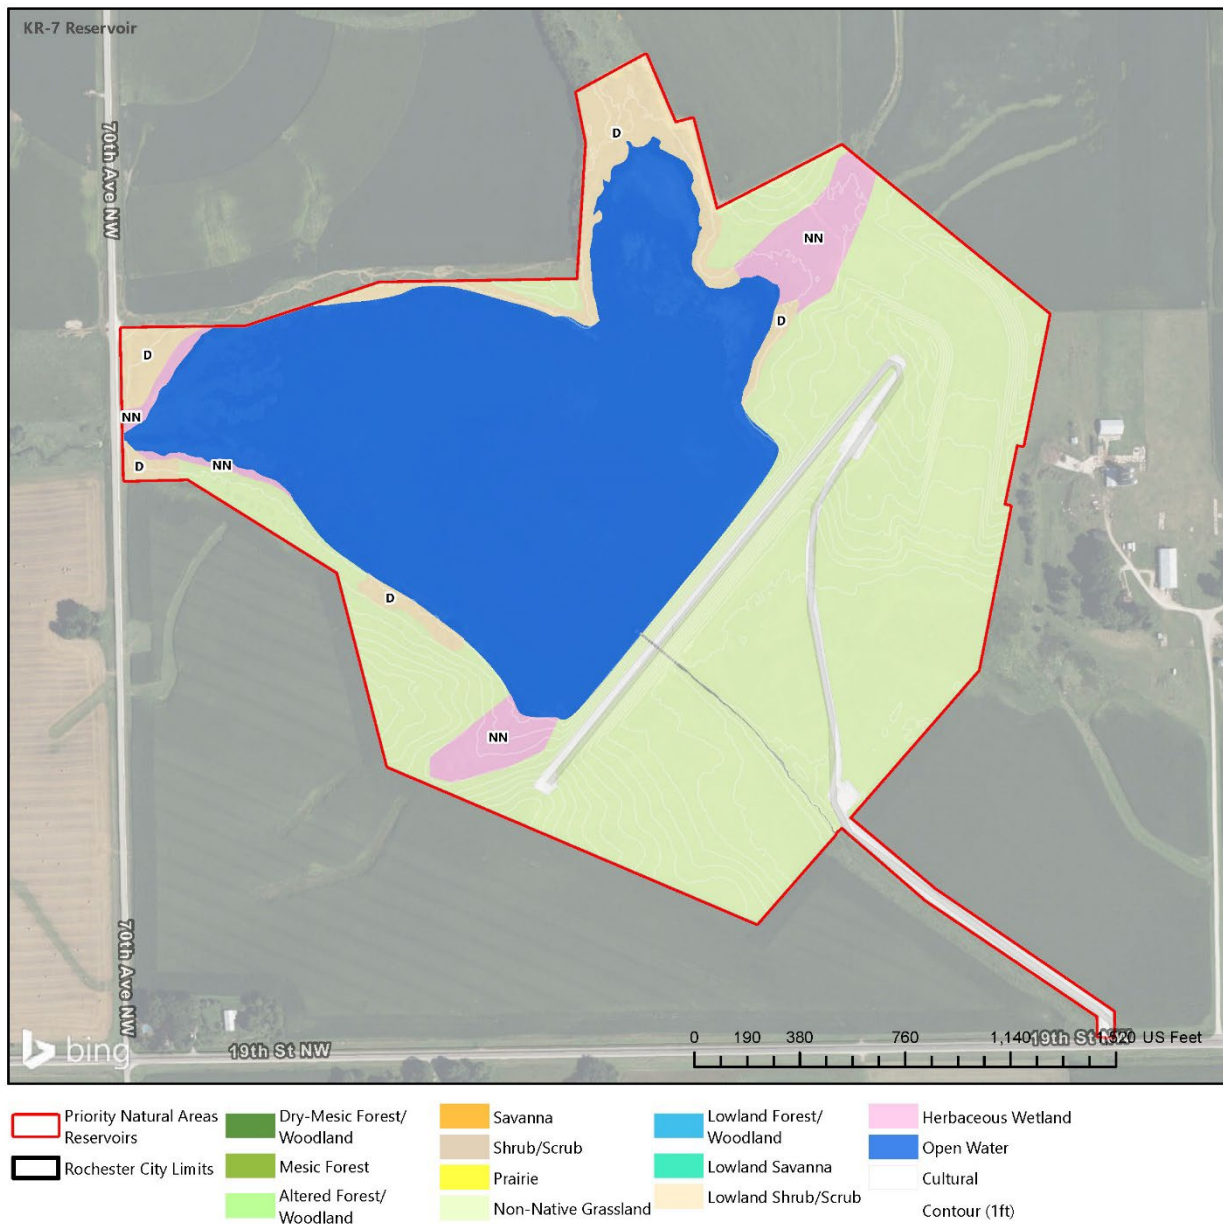 KR-7 Reservoir
70th Ave NW
D
NN
D
D
NN
NN
D
D
NN
70th Ave NW
bing
19th St NW
0 190 380 760 1,140 1,520 US Feet
19th St NW
Priority Natural Areas
Reservoirs
Rochester City Limits
Dry-Mesic Forest/
Woodland
Mesic Forest
Altered Forest/
Woodland
Savanna
Shrub/Scrub
Prairie
Non-Native Grassland
Lowland Forest/
Woodland
Lowland Savanna
Lowland Shrub/Scrub
Herbaceous Wetland
Open Water
Cultural
Contour (1ft)